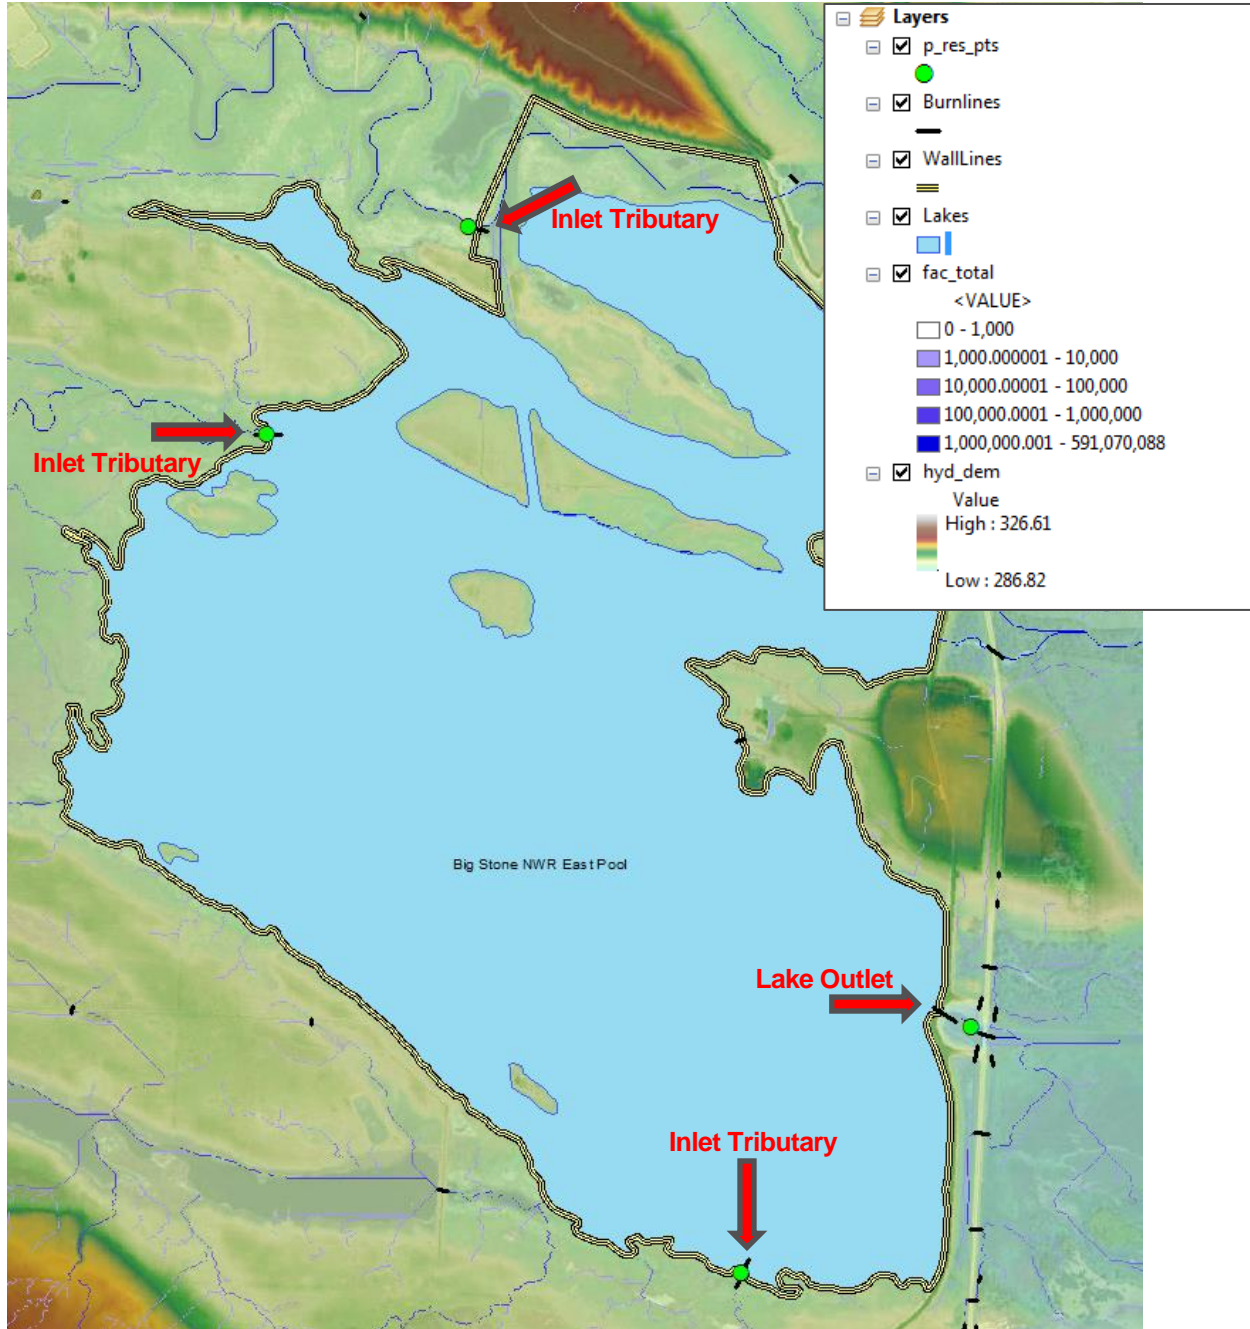 Layers
p_res_pts
Burnlines
WallLines
Lakes
fac_total
<VALUE>
0 - 1,000
1,000.000001 - 10,000
10,000.00001 - 100,000
100,000.0001 - 1,000,000
1,000,000.001 - 591,070,088
hyd_dem
Value
High : 326.61
Low : 286.82
Inlet Tributary
Inlet Tributary
Big Stone NWR East Pool
Lake Outlet
Inlet Tributary